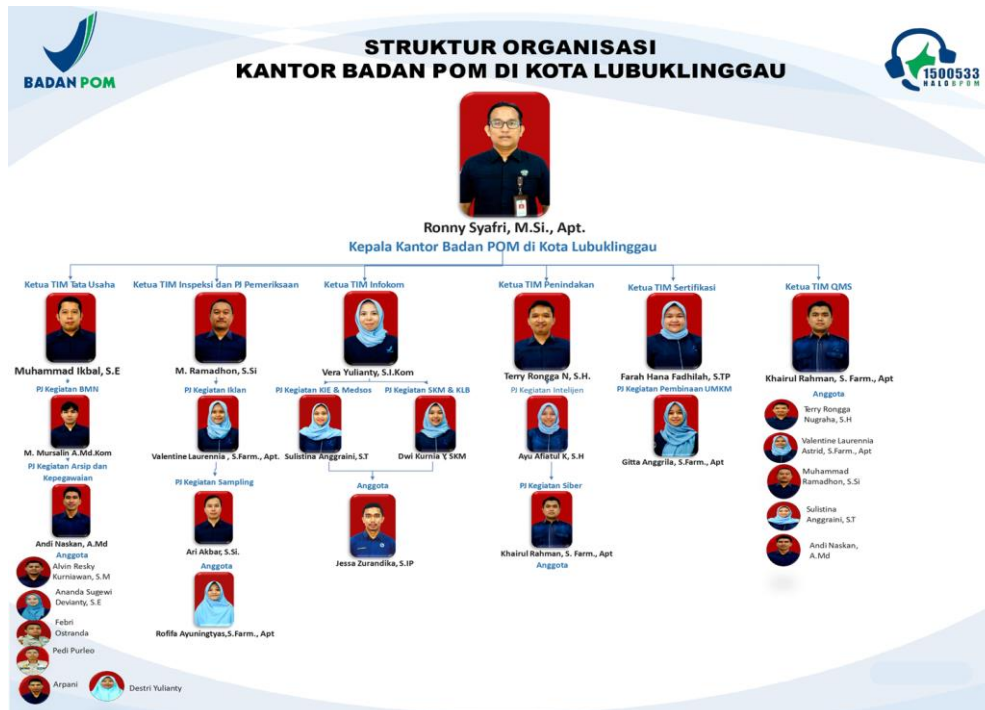 BADAN POM
STRUKTUR ORGANISASI
KANTOR BADAN POM DI KOTA LUBUKLINGGAU
1500533
HALOBPOM
Ronny Syafri, M.Si., Apt.
Kepala Kantor Badan POM di Kota Lubuklinggau
Ketua TIM Tata Usaha
Muhammad Ikbal, S.E
PJ Kegiatan BMN
M. Mursalin A.Md.Kom
PJ Kegiatan Arsip dan
Kepegawaian
Andi Naskan, A.Md
Anggota
Alvin Resky
Kurniawan, S.M
Ananda Sugewi
Devianty, S.E
Febri
Ostranda
Pedi Purleo
Arpani
Destri Yulianty
Ketua TIM Inspeksi dan PJ Pemeriksaan
M. Ramadhon, S.Si
PJ Kegiatan Iklan
Valentine Laurennia , S.Farm., Apt.
PJ Kegiatan Sampling
Ari Akbar, S.Si.
Anggota
Rofifa Ayuningtyas,S.Farm., Apt
Ketua TIM Infokom
Vera Yulianty, S.I.Kom
PJ Kegiatan KIE & Medsos
Sulistina Anggraini, S.T
PJ Kegiatan SKM & KLB
Dwi Kurnia Y, SKM
Anggota
Jessa Zurandika, S.IP
Ketua TIM Penindakan
Terry Rongga N, S.H.
PJ Kegiatan Intelijen
Ayu Afiatul K, S.H
PJ Kegiatan Siber
Khairul Rahman, S. Farm., Apt
Anggota
Ketua TIM Sertifikasi
Farah Hana Fadhilah, S.TP
PJ Kegiatan Pembinaan UMKM
Gitta Anggrila, S.Farm., Apt
Ketua TIM QMS
Khairul Rahman, S. Farm., Apt
Anggota
Terry Rongga
Nugraha, S.H
Valentine Laurennia
Astrid, S.Farm., Apt
Muhammad
Ramadhon, S.Si
Sulistina
Anggraini, S.T
Andi Naskan,
A.Md